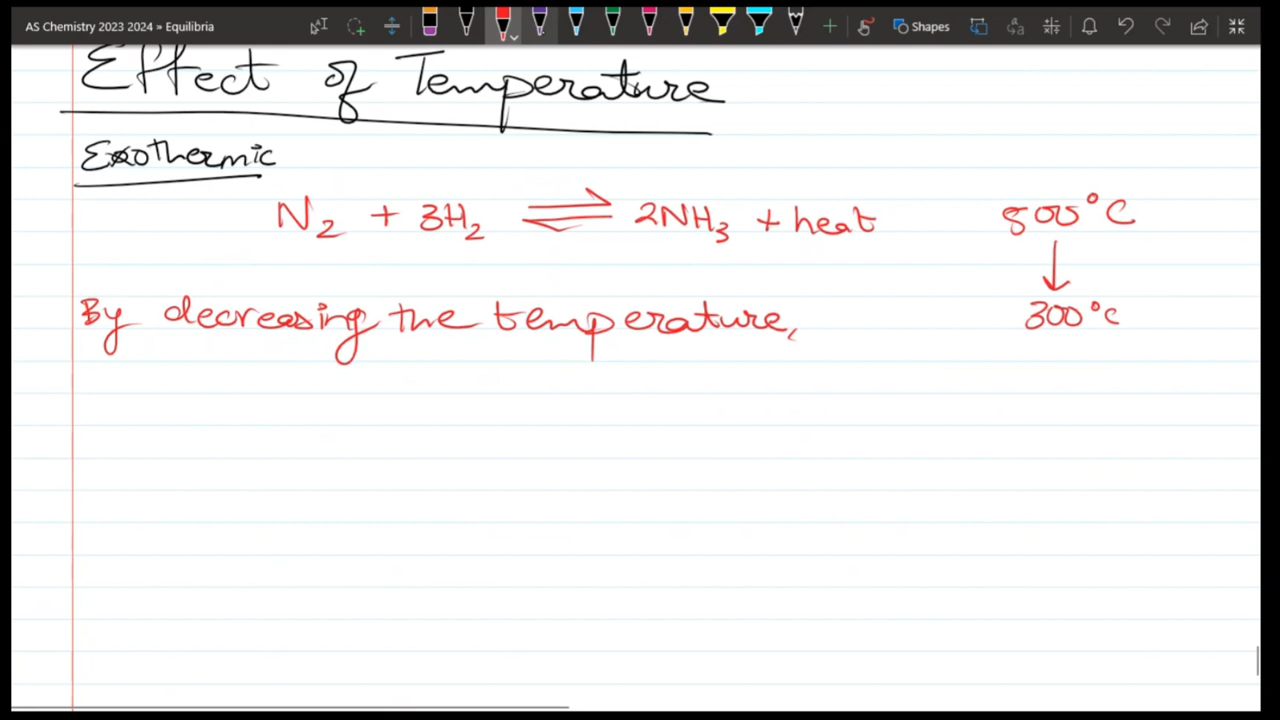 AS Chemistry 2023 2024 » Equilibria
Shapes
Effect of Temperature
Exothermic
N₂ + 3H₂ ⇌ 2NH₃ + heat
500°C
↓
300°C
By decreasing the temperature,